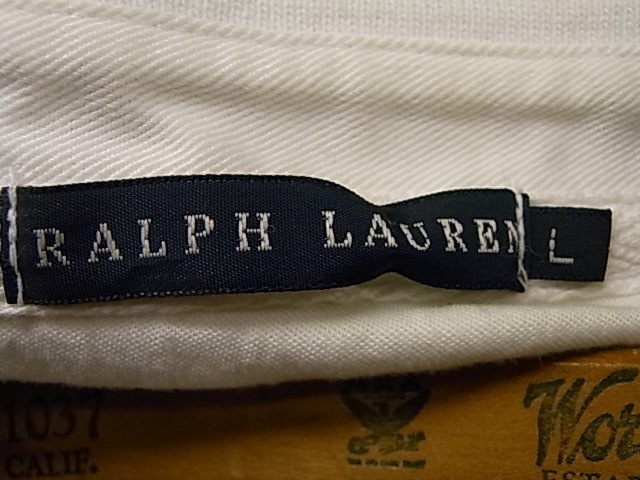 RALPH LAUREN
L
1037
CALIF.